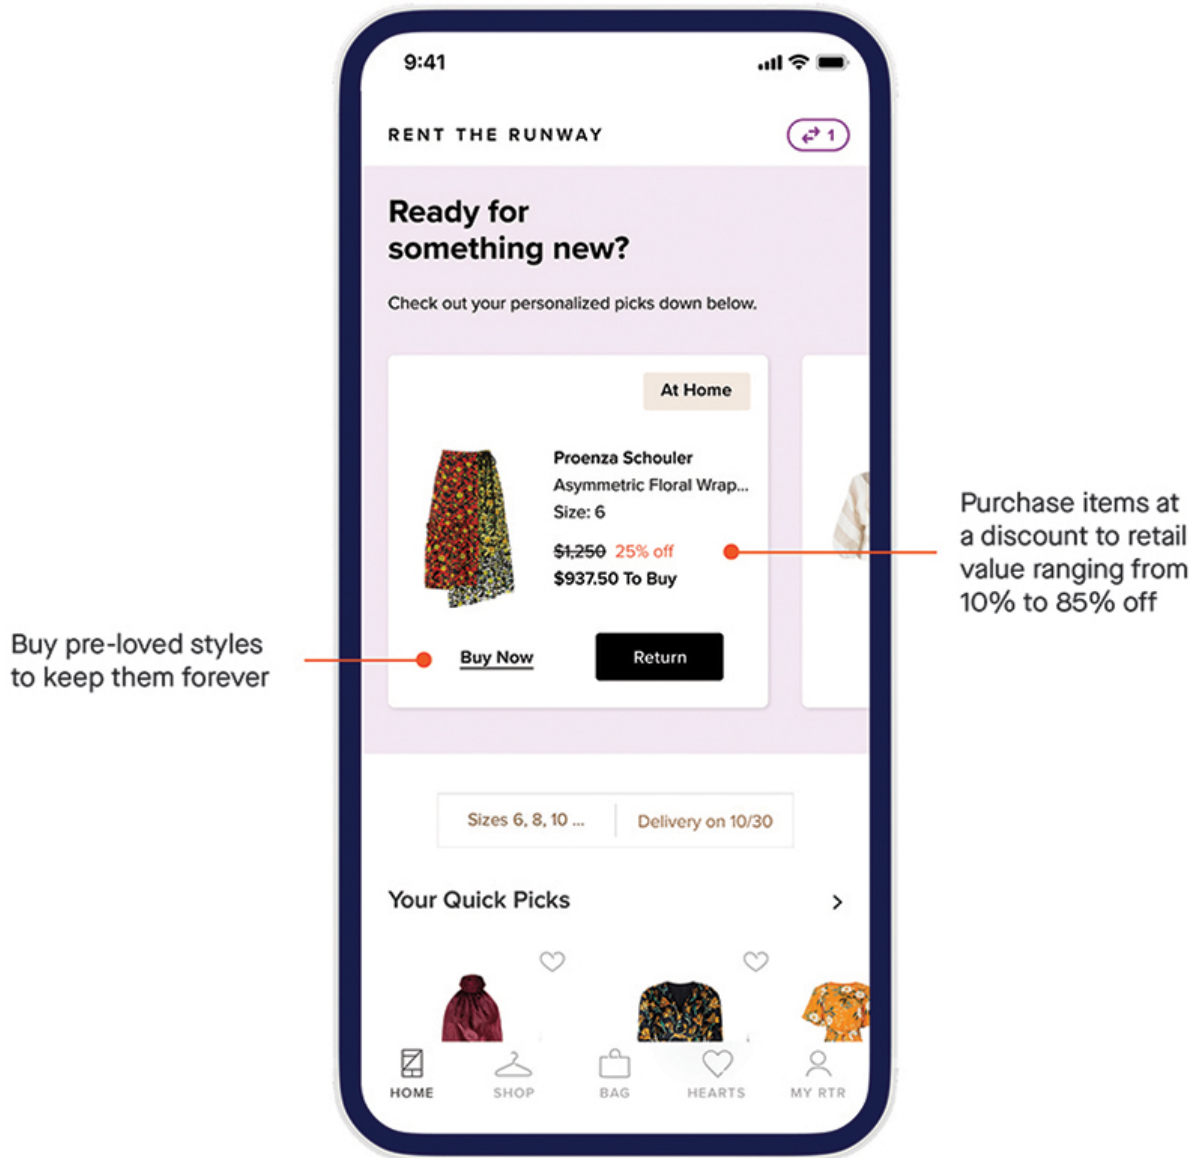 9:41
RENT THE RUNWAY
1
Ready for
something new?
Check out your personalized picks down below.
At Home
Proenza Schouler
Asymmetric Floral Wrap...
Size: 6
$1,250 25% off
$937.50 To Buy
Buy Now
Return
Purchase items at
a discount to retail
value ranging from
10% to 85% off
Buy pre-loved styles
to keep them forever
Sizes 6, 8, 10 ...
Delivery on 10/30
Your Quick Picks
HOME
SHOP
BAG
HEARTS
MY RTR